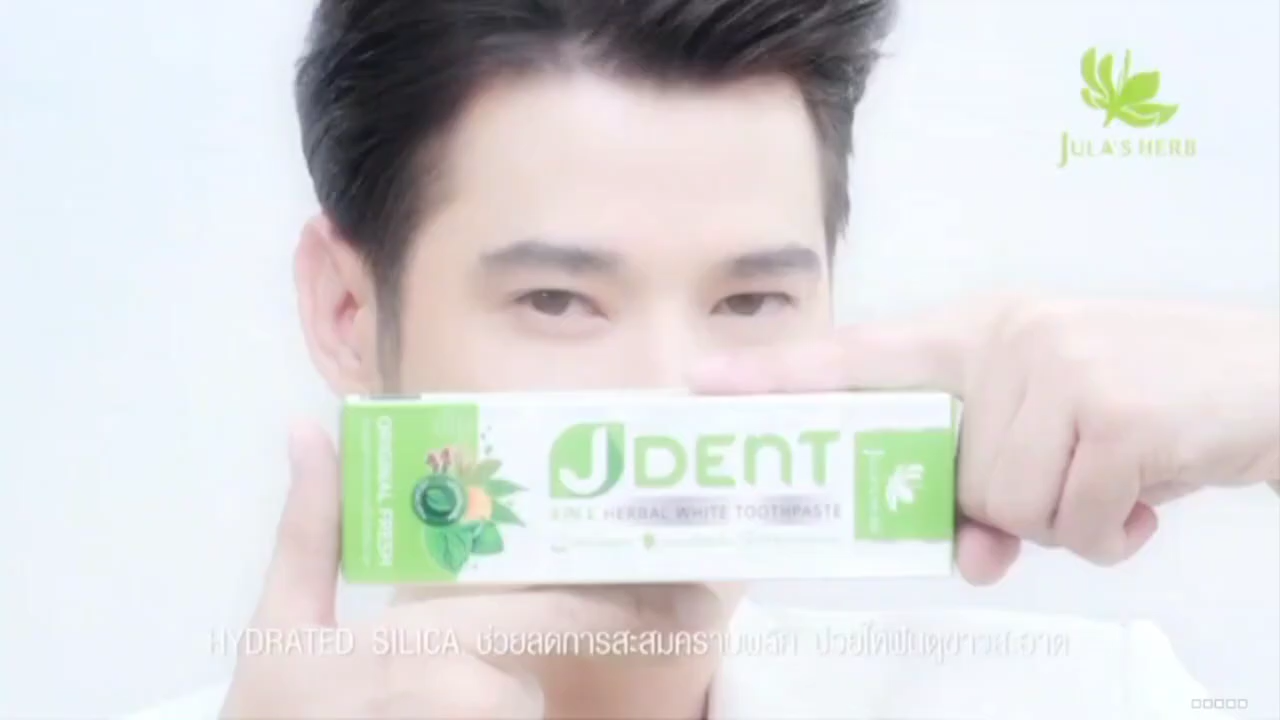 JULA'S HERB
ORIGINAL FRESH
J DENT
HERBAL WHITE TOOTHPASTE
HYDRATED SILICA ช่วยลดการสะสมคราบพลัค ช่วยให้ฟันดูขาวสะอาด